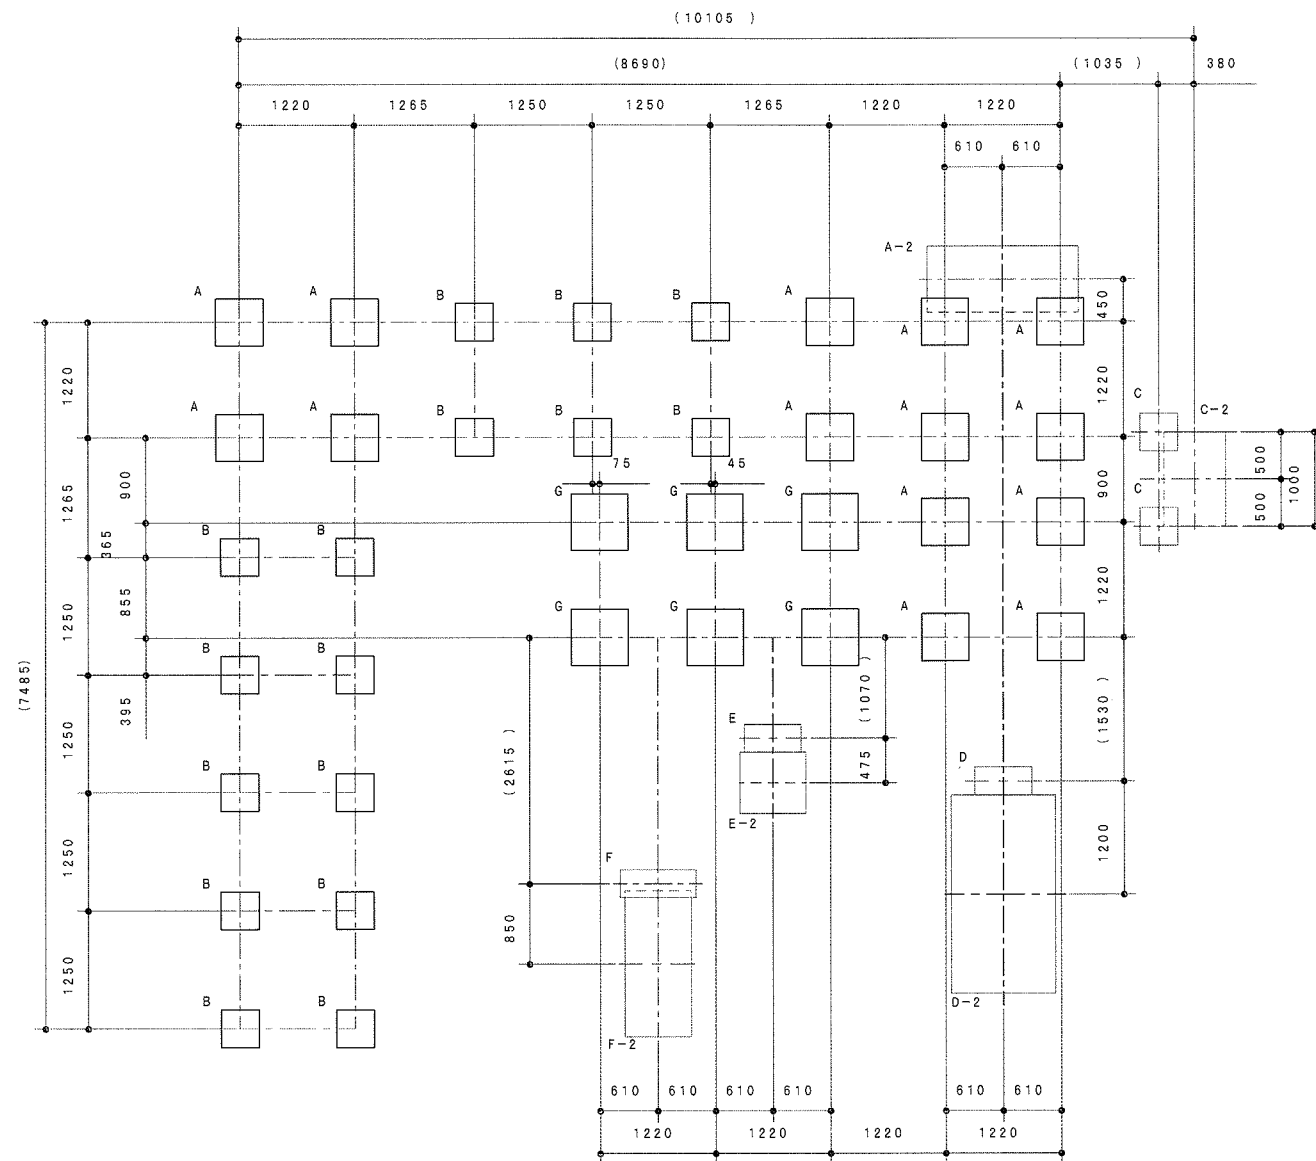 (10105 )
(8690)
(1035 )
380
1220 1265 1250 1250 1265 1220 1220
610 610
A-2
450
A A B B B A A A
1220
1220
C
C-2
A A B B B A A A
500
1000
500
C
75
45
900
1265
365
900
G G G A A
B B
855
1220
1250
G G G A A
(7485)
B B
395
(1070 )
(1530 )
1250
(2615 )
E
475
D
B B
E-2
1200
1250
F
850
B B
1250
D-2
B B
F-2
610 610 610 610 610 610
1220 1220 1220 1220